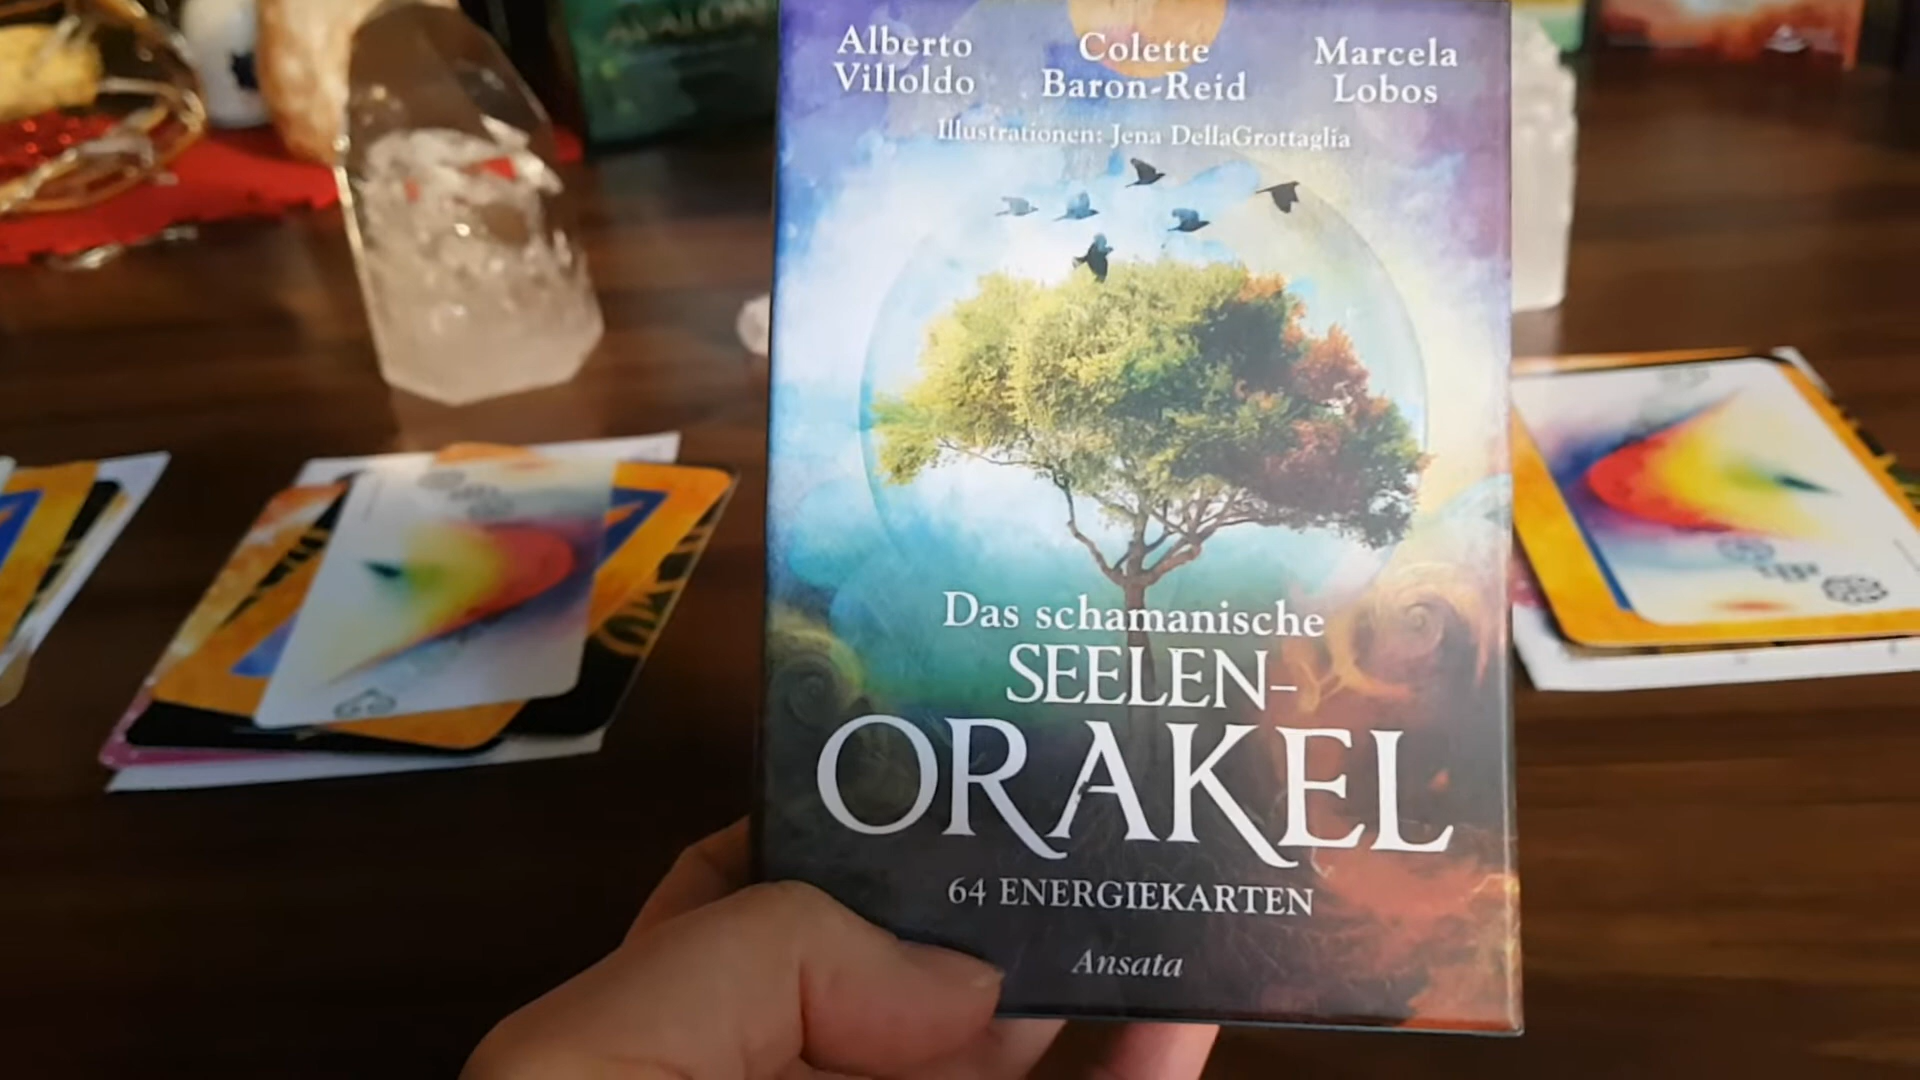 Alberto
Villoldo
Colette
Baron-Reid
Marcela
Lobos
Illustrationen: Jena DellaGrottaglia
Das schamanische
SEELEN-
ORAKEL
64 ENERGIEKARTEN
Ansata